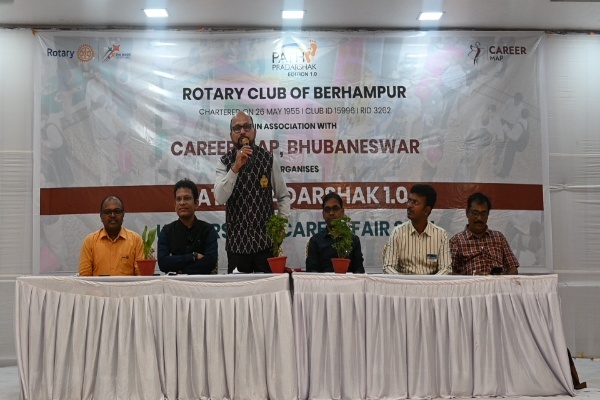 Rotary
PATH
PRADARSHAK
EDITION 1.0
CAREER
MAP
ROTARY CLUB OF BERHAMPUR
CHARTERED ON 26 MAY 1955 | CLUB ID 15996 | RID 3262
IN ASSOCIATION WITH
CAREER MAP, BHUBANESWAR
ORGANISES
DARSHAK 1.0
CAREER FAIR